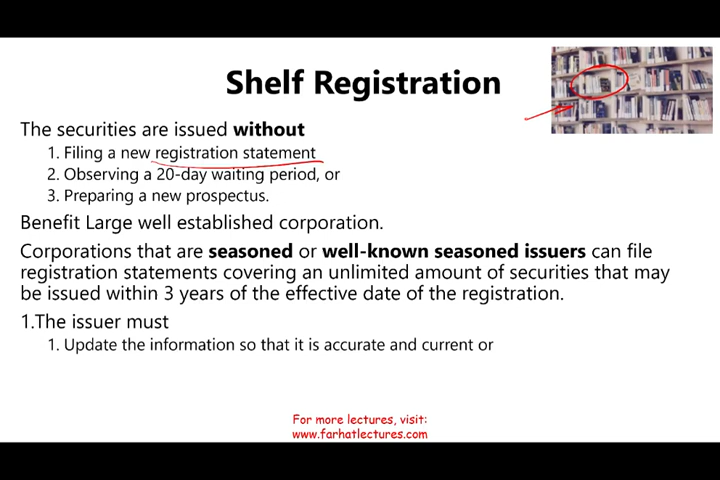 Shelf Registration
The securities are issued without
1. Filing a new registration statement
2. Observing a 20-day waiting period, or
3. Preparing a new prospectus.
Benefit Large well established corporation.
Corporations that are seasoned or well-known seasoned issuers can file
registration statements covering an unlimited amount of securities that may
be issued within 3 years of the effective date of the registration.
1.The issuer must
1. Update the information so that it is accurate and current or
For more lectures, visit:
www.farhatlectures.com